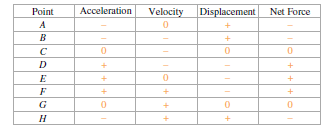 Point Acceleration Velocity Displacement Net Force
A − 0 + −
B − − + −
C 0 − 0 0
D + − − +
E + 0 − +
F + + − +
G 0 + 0 0
H − + + −